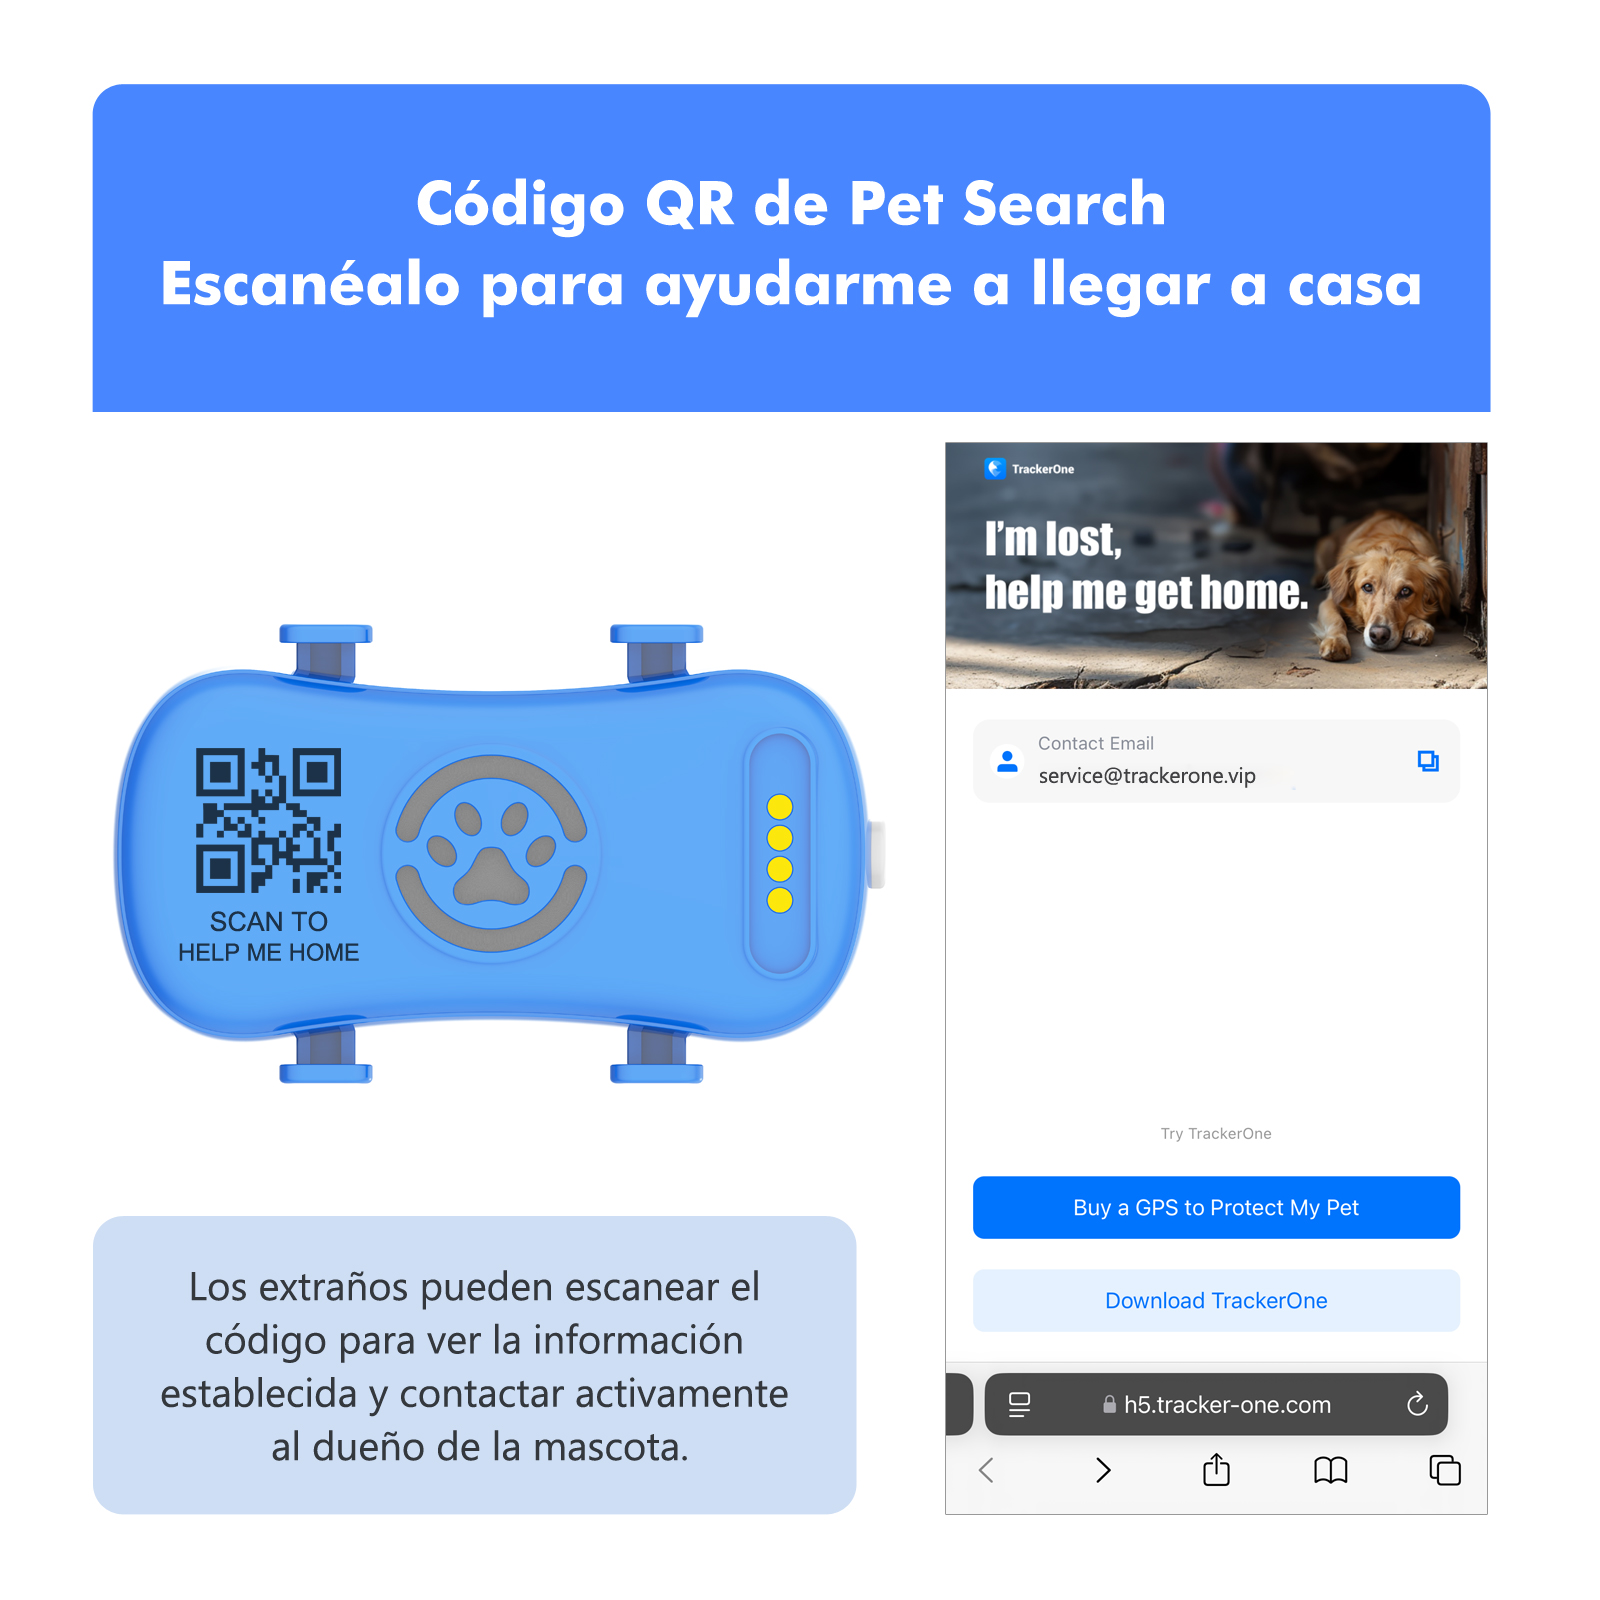 Código QR de Pet Search
Escanéalo para ayudarme a llegar a casa
TrackerOne
I'm lost,
help me get home.
Contact Email
service@trackerone.vip
SCAN TO
HELP ME HOME
Try TrackerOne
Buy a GPS to Protect My Pet
Download TrackerOne
h5.tracker-one.com
Los extraños pueden escanear el
código para ver la información
establecida y contactar activamente
al dueño de la mascota.